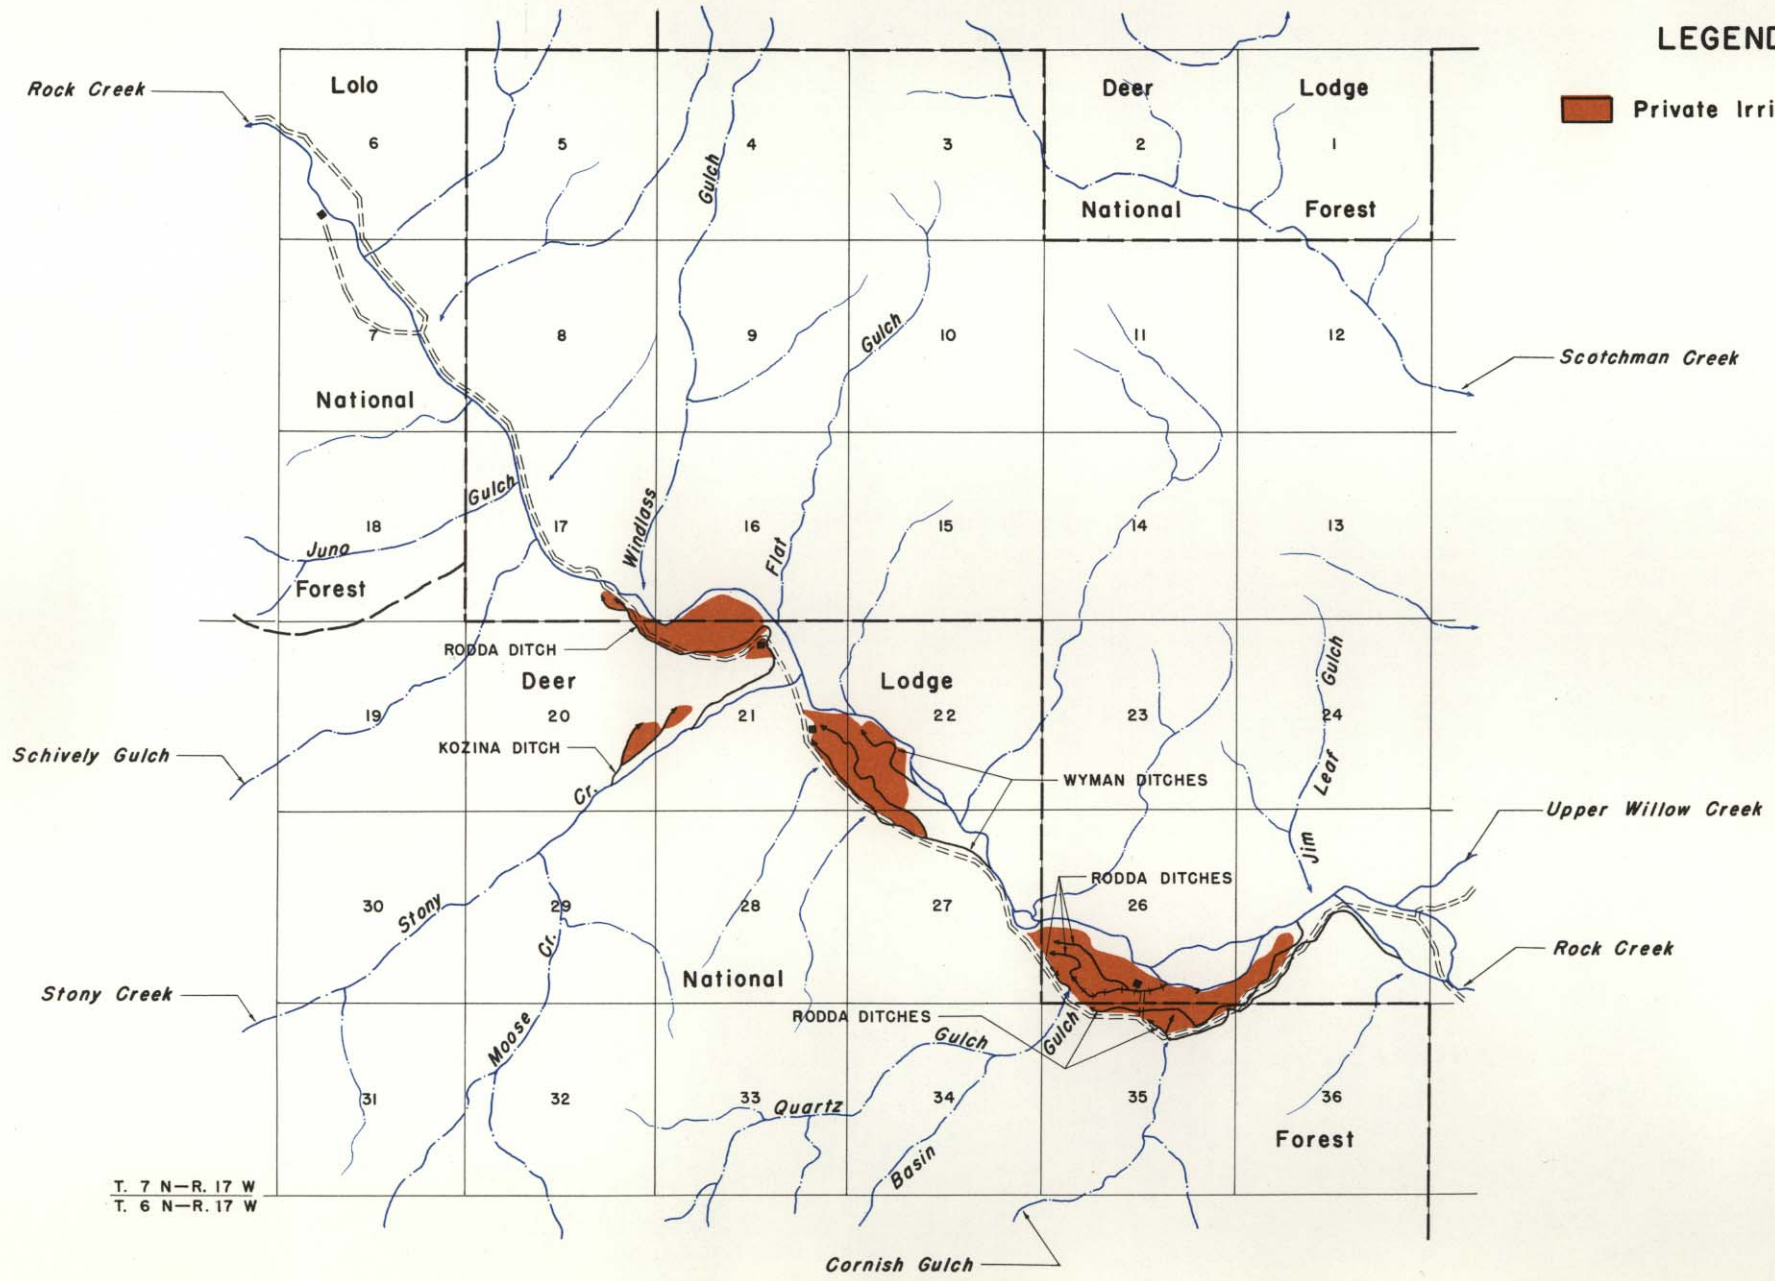 LEGEND
Private Irri
Rock Creek
Lolo
Deer
Lodge
6
5
4
3
2
1
Gulch
National
Forest
7
8
9
10
11
12
Gulch
Scotchman Creek
National
Gulch
18
17
16
15
14
13
Juno
Windlass
Flat
Forest
RODDA DITCH
Deer
Lodge
Gulch
19
20
21
22
23
24
Schively Gulch
KOZINA DITCH
WYMAN DITCHES
Leaf
Cr.
Upper Willow Creek
Jim
RODDA DITCHES
30
29
28
27
26
Stony
Cr.
National
Rock Creek
Stony Creek
RODDA DITCHES
Moose
Gulch
Gulch
31
32
33
Quartz
34
35
36
Forest
Basin
T. 7 N—R. 17 W
T. 6 N—R. 17 W
Cornish Gulch